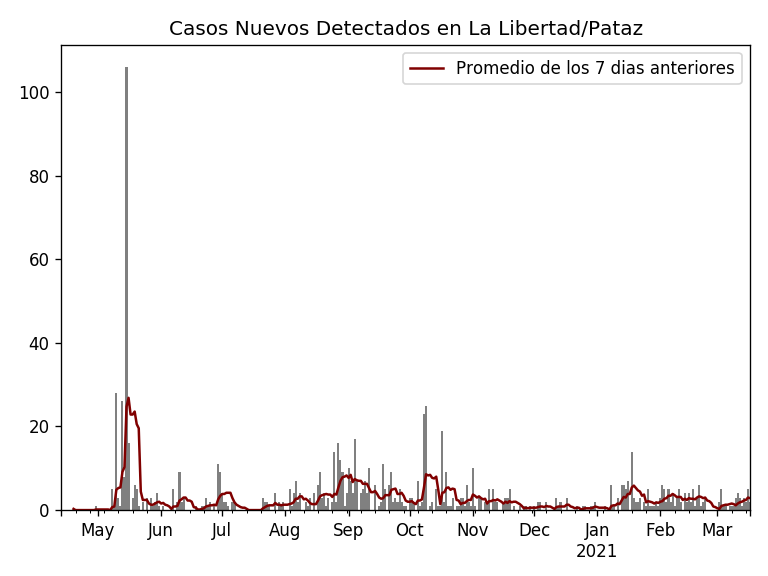 Casos Nuevos Detectados en La Libertad/Pataz
Promedio de los 7 dias anteriores
100
80
60
40
20
0
May Jun Jul Aug Sep Oct Nov Dec Jan Feb Mar
2021